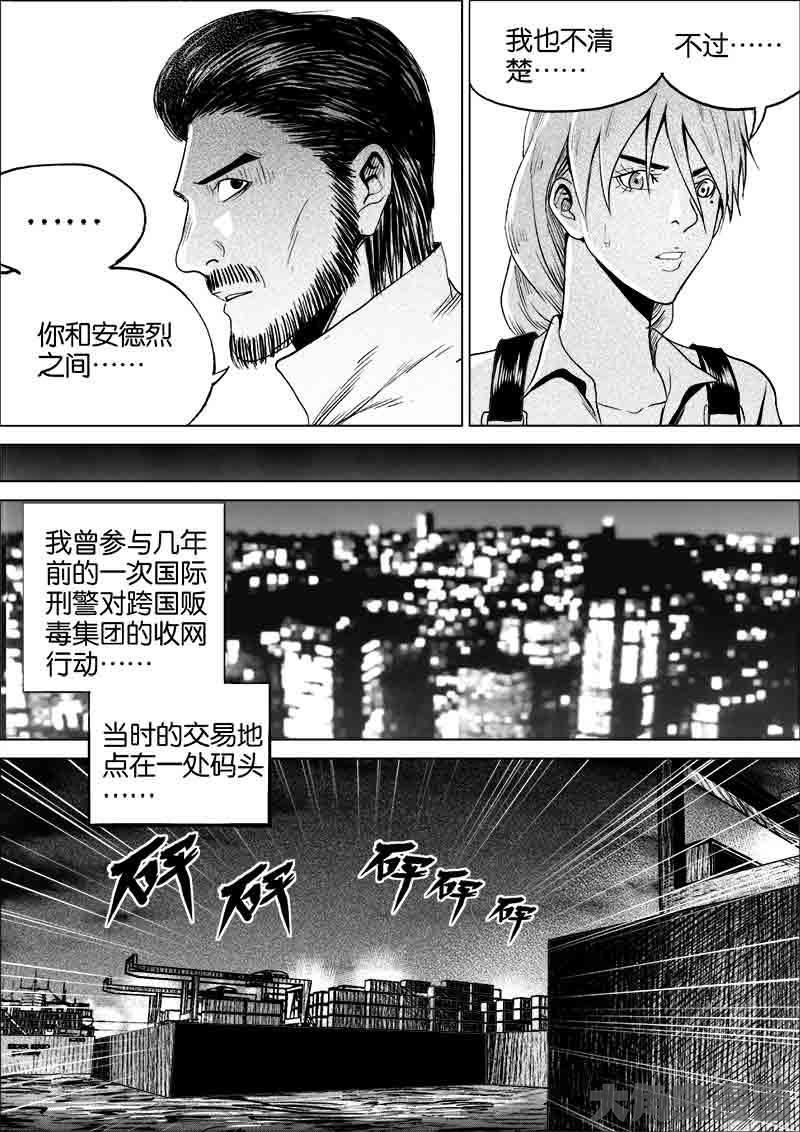 ……
你和安德烈
之间……
我也不清
楚……
不过……
我曾参与几年
前的一次国际
刑警对跨国贩
毒集团的收网
行动……
当时的交易地
点在一处码头
……
砰
砰
砰
砰
砰